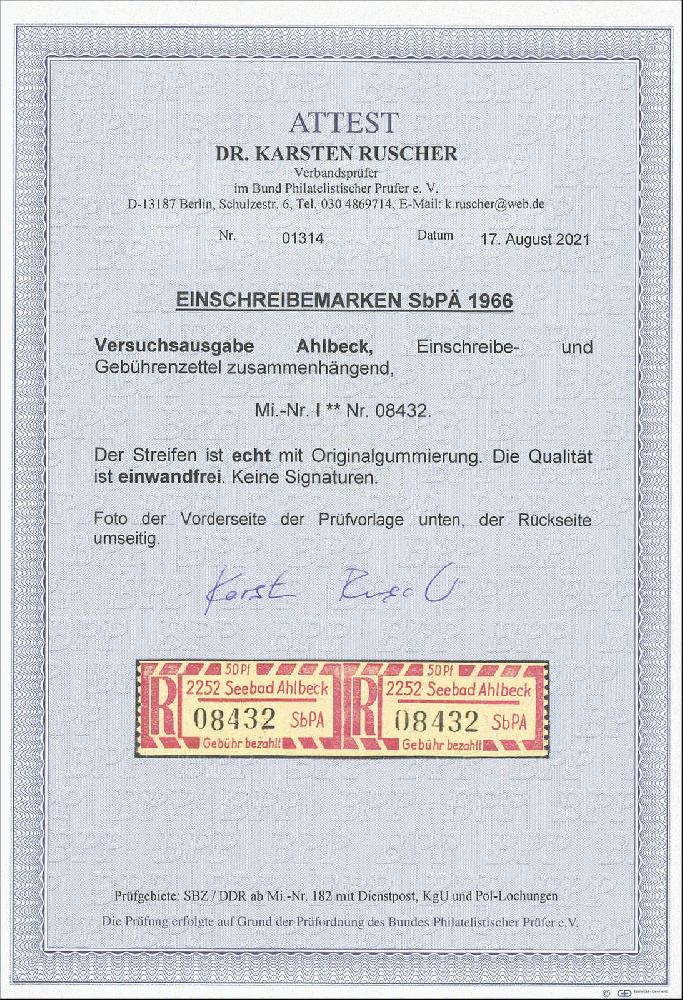 ATTEST
DR. KARSTEN RUSCHER
Verbandsprüfer
im Bund Philatelistischer Prüfer e. V.
D-13187 Berlin, Schulzestr. 6, Tel. 030 4869714, E-Mail: k.ruscher@web.de
Nr. 01314 Datum 17. August 2021
EINSCHREIBEMARKEN SbPÄ 1966
Versuchsausgabe Ahlbeck, Einschreibe- und
Gebührenzettel zusammenhängend,
Mi.-Nr. I ** Nr. 08432.
Der Streifen ist echt mit Originalgummierung. Die Qualität
ist einwandfrei. Keine Signaturen.
Foto der Vorderseite der Prüfvorlage unten, der Rückseite
umseitig.
50 Pf 50 Pf
R 2252 Seebad Ahlbeck R 2252 Seebad Ahlbeck
08432 SbPA 08432 SbPA
Gebühr bezahlt Gebühr bezahlt
Prüfgebiete: SBZ / DDR ab Mi.-Nr. 182 mit Dienstpost, KgU und Pol-Lochungen
Die Prüfung erfolgte auf Grund der Prüfordnung des Bundes Philatelistischer Prüfer e.V.